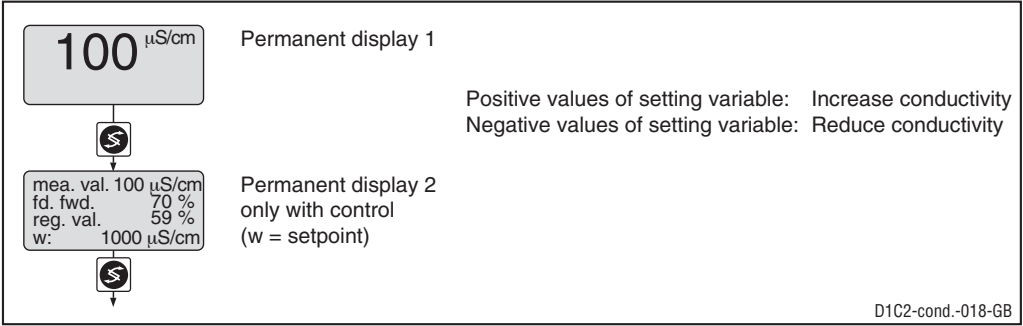 100 µS/cm
Permanent display 1
Positive values of setting variable: Increase conductivity
Negative values of setting variable: Reduce conductivity
mea. val. 100 µS/cm
fd. fwd. 70 %
reg. val. 59 %
w: 1000 µS/cm
Permanent display 2
only with control
(w = setpoint)
D1C2-cond.-018-GB